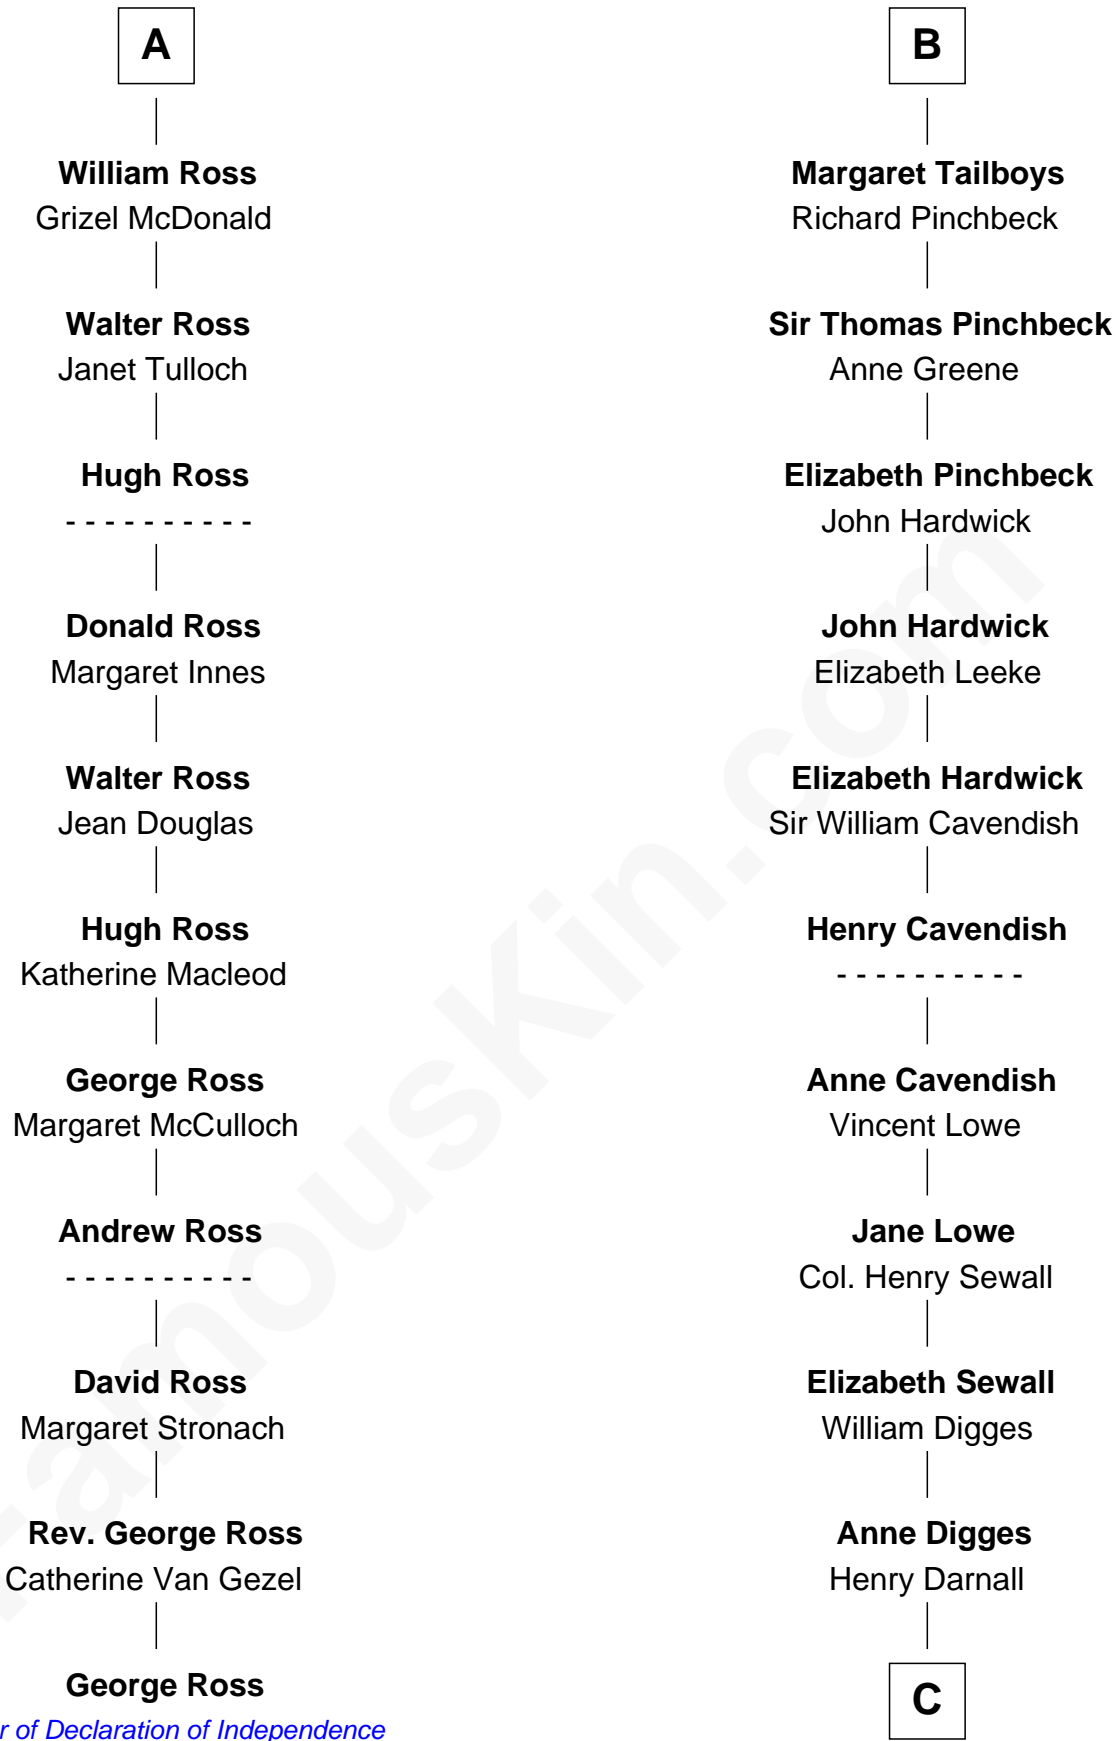 A
William Ross
Grizel McDonald
Walter Ross
Janet Tulloch
Hugh Ross
- - - - - - - - - -
Donald Ross
Margaret Innes
Walter Ross
Jean Douglas
Hugh Ross
Katherine Macleod
George Ross
Margaret McCulloch
Andrew Ross
- - - - - - - - - -
David Ross
Margaret Stronach
Rev. George Ross
Catherine Van Gezel
George Ross
r of Declaration of Independence
B
Margaret Tailboys
Richard Pinchbeck
Sir Thomas Pinchbeck
Anne Greene
Elizabeth Pinchbeck
John Hardwick
John Hardwick
Elizabeth Leeke
Elizabeth Hardwick
Sir William Cavendish
Henry Cavendish
- - - - - - - - - -
Anne Cavendish
Vincent Lowe
Jane Lowe
Col. Henry Sewall
Elizabeth Sewall
William Digges
Anne Digges
Henry Darnall
C
FamousKin.com